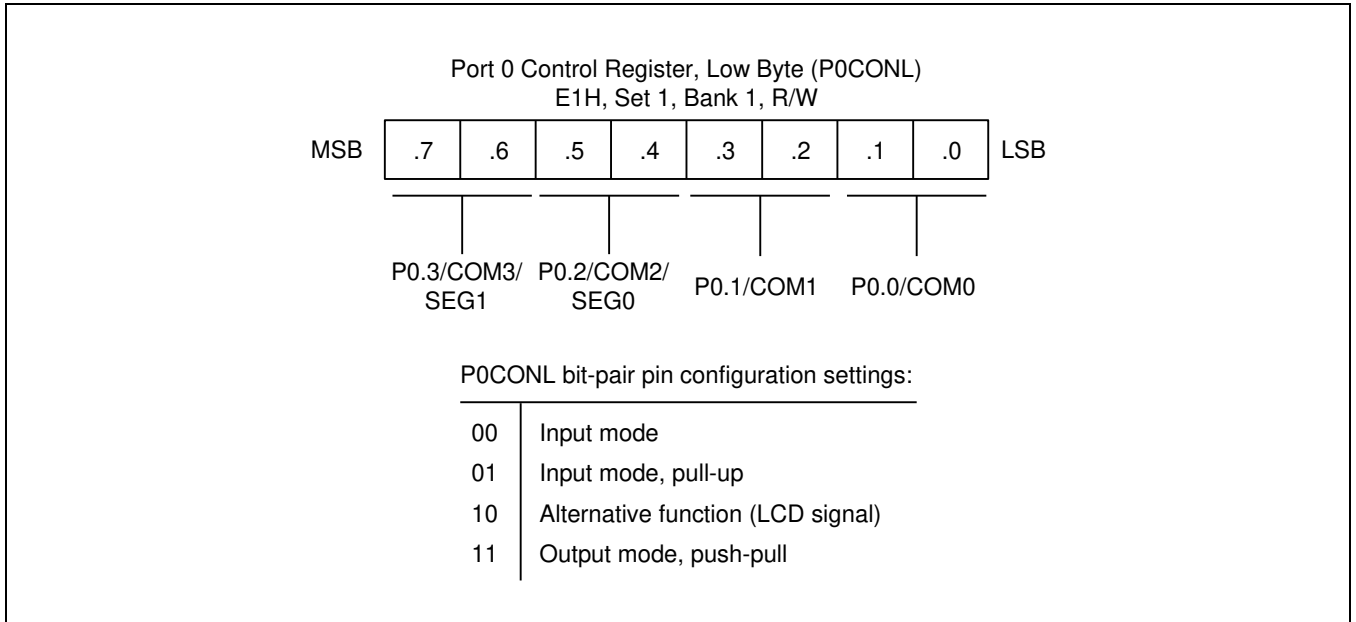 Port 0 Control Register, Low Byte (P0CONL)
E1H, Set 1, Bank 1, R/W
MSB .7 .6 .5 .4 .3 .2 .1 .0 LSB
P0.3/COM3/ P0.2/COM2/ P0.1/COM1 P0.0/COM0
SEG1 SEG0
P0CONL bit-pair pin configuration settings:
00 Input mode
01 Input mode, pull-up
10 Alternative function (LCD signal)
11 Output mode, push-pull